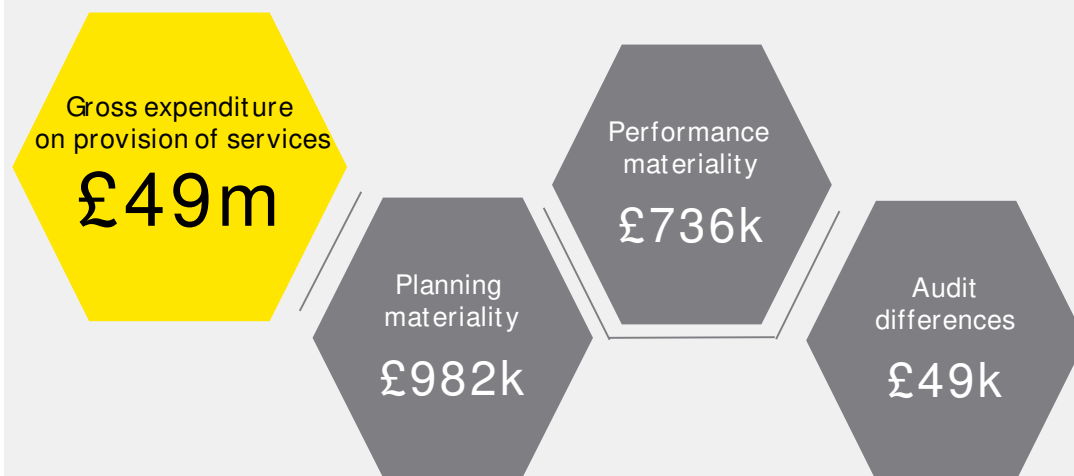 Gross expenditure
on provision of services
£49m
Planning
materiality
£982k
Performance
materiality
£736k
Audit
differences
£49k